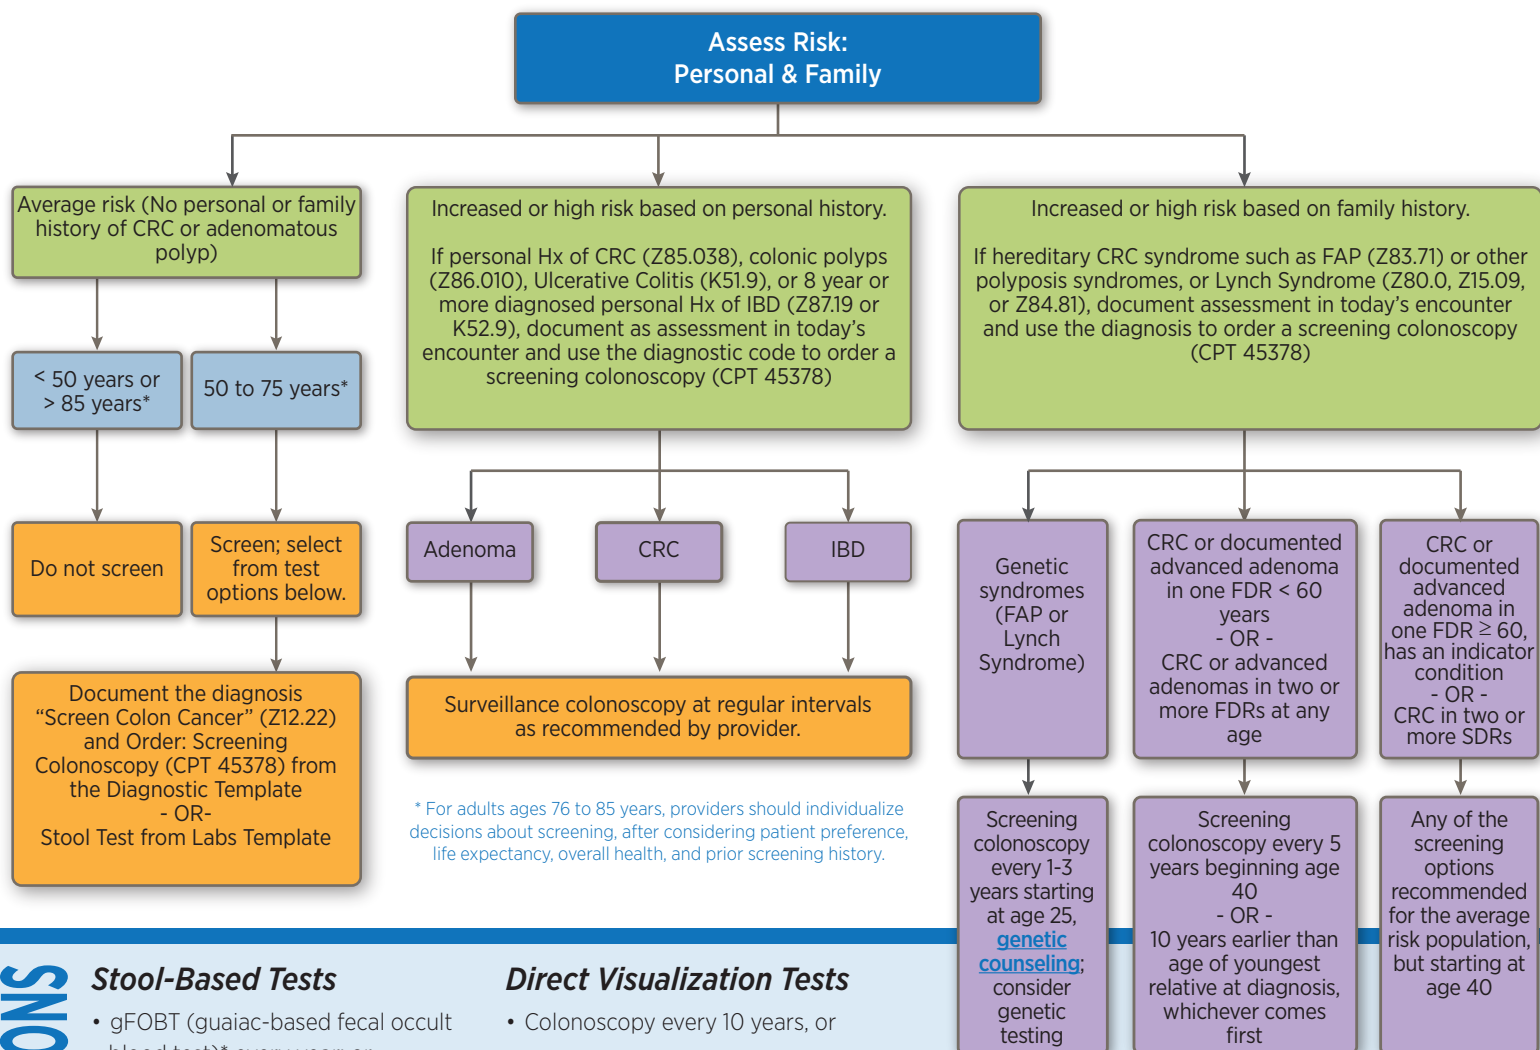 Assess Risk:
Personal & Family
Average risk (No personal or family
history of CRC or adenomatous
polyp)
< 50 years or
> 85 years*
50 to 75 years*
Do not screen
Screen; select
from test
options below.
Document the diagnosis
“Screen Colon Cancer” (Z12.22)
and Order: Screening
Colonoscopy (CPT 45378) from
the Diagnostic Template
- OR-
Stool Test from Labs Template
Increased or high risk based on personal history.
If personal Hx of CRC (Z85.038), colonic polyps
(Z86.010), Ulcerative Colitis (K51.9), or 8 year or
more diagnosed personal Hx of IBD (Z87.19 or
K52.9), document as assessment in today’s
encounter and use the diagnostic code to order a
screening colonoscopy (CPT 45378)
Adenoma
CRC
IBD
Surveillance colonoscopy at regular intervals
as recommended by provider.
* For adults ages 76 to 85 years, providers should individualize
decisions about screening, after considering patient preference,
life expectancy, overall health, and prior screening history.
Increased or high risk based on family history.
If hereditary CRC syndrome such as FAP (Z83.71) or other
polyposis syndromes, or Lynch Syndrome (Z80.0, Z15.09,
or Z84.81), document assessment in today’s encounter
and use the diagnosis to order a screening colonoscopy
(CPT 45378)
Genetic
syndromes
(FAP or
Lynch
Syndrome)
CRC or documented
advanced adenoma
in one FDR < 60
years
- OR -
CRC or advanced
adenomas in two or
more FDRs at any
age
CRC or
documented
advanced
adenoma in
one FDR ≥ 60,
has an indicator
condition
- OR -
CRC in two or
more SDRs
Screening
colonoscopy
every 1-3
years starting
at age 25,
genetic
counseling;
consider
genetic
testing
Screening
colonoscopy every 5
years beginning age
40
- OR -
10 years earlier than
age of youngest
relative at diagnosis,
whichever comes
first
Any of the
screening
options
recommended
for the average
risk population,
but starting at
age 40
ONS
Stool-Based Tests
• gFOBT (guaiac-based fecal occult
blood test)* every year, or
Direct Visualization Tests
• Colonoscopy every 10 years, or